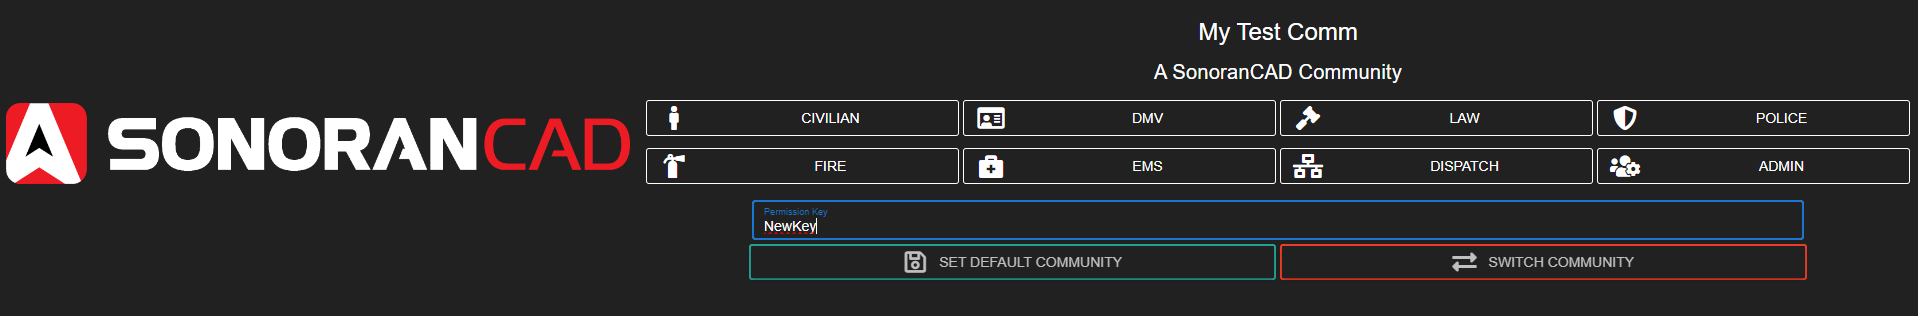 My Test Comm
A SonoranCAD Community
SONORANCAD
CIVILIAN
DMV
LAW
POLICE
FIRE
EMS
DISPATCH
ADMIN
Permission Key
NewKey
SET DEFAULT COMMUNITY
SWITCH COMMUNITY